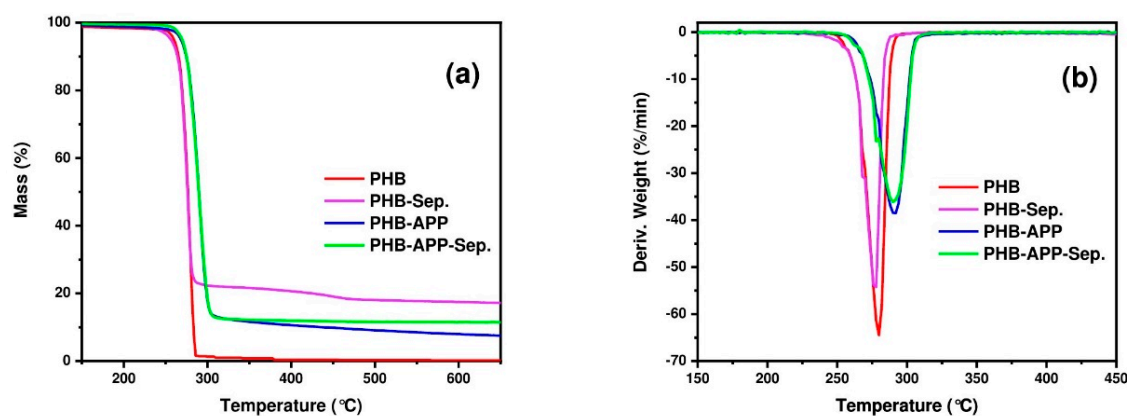 100
80
60
40
20
0
Mass (%)
(a)
PHB
PHB-Sep.
PHB-APP
PHB-APP-Sep.
200 300 400 500 600
Temperature (°C)
0
-10
-20
-30
-40
-50
-60
-70
Deriv. Weight (%/min)
(b)
PHB
PHB-Sep.
PHB-APP
PHB-APP-Sep.
150 200 250 300 350 400 450
Temperature (°C)